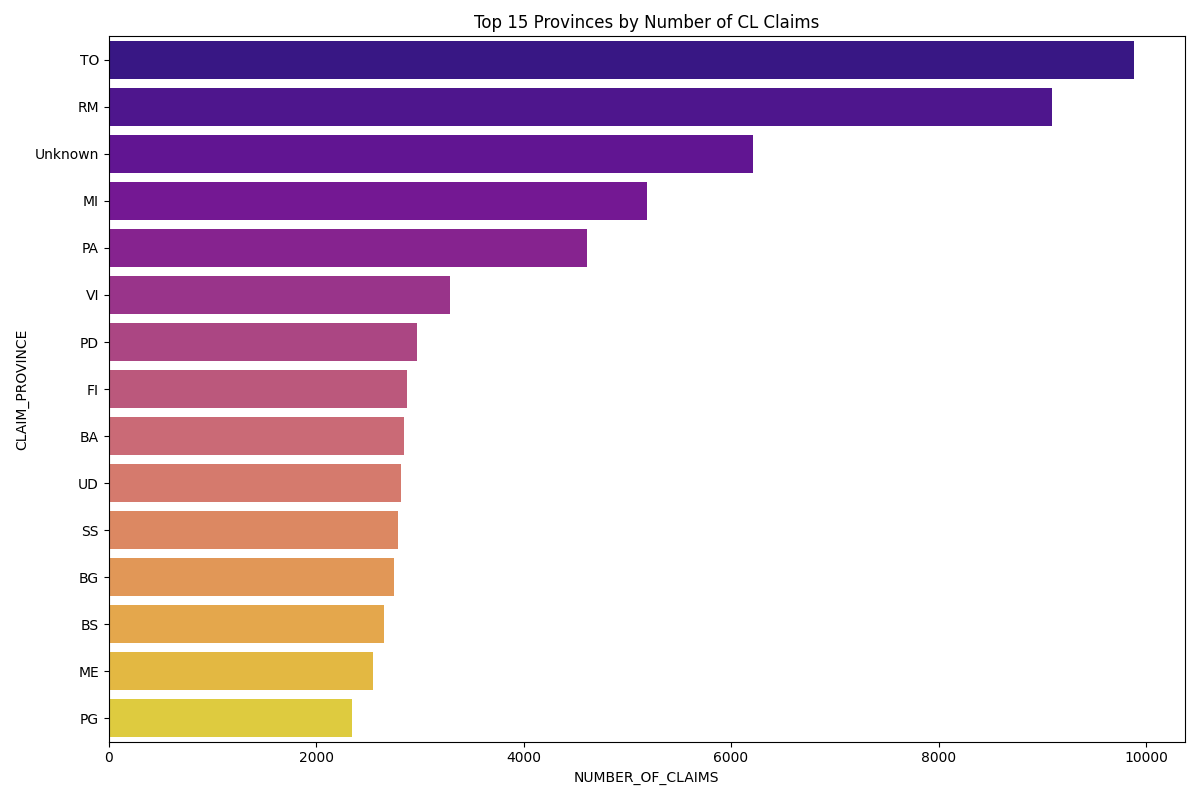 Top 15 Provinces by Number of CL Claims
CLAIM_PROVINCE
TO
RM
Unknown
MI
PA
VI
PD
FI
BA
UD
SS
BG
BS
ME
PG
0 2000 4000 6000 8000 10000
NUMBER_OF_CLAIMS